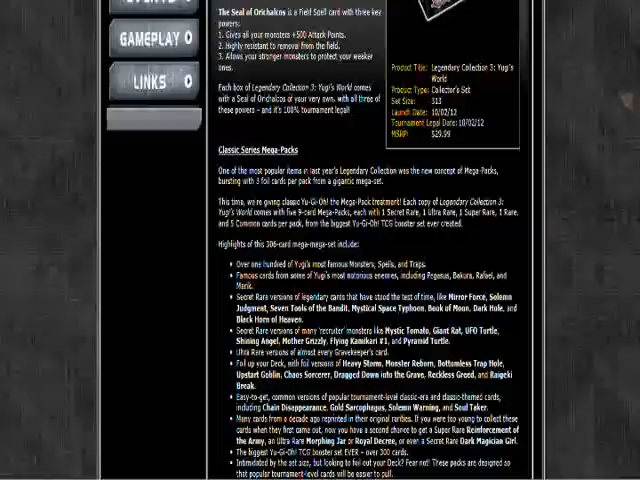 GAMEPLAY
LINKS
The Seal of Orichalcos is a Field Spell card with three key
powers:
1. Gives all your monsters +500 Attack Points.
2. Highly resistant to removal from the field.
3. Allows your stronger monsters to protect your weaker
ones.
Each box of Legendary Collection 3: Yugi's World comes
with a Seal of Orichalcos of your very own, with all three of
these powers – and it's 100% tournament legal!
Product Title: Legendary Collection 3: Yugi's
World
Product Type: Collector's Set
Set Size: 313
Launch Date: 10/02/12
Tournament Legal Date: 10/02/12
MSRP: $29.99
Classic Series Mega-Packs
One of the most popular items in last year's Legendary Collection was the new concept of Mega-Packs,
bursting with 3 foil cards per pack from a gigantic mega-set.
This time, we're giving classic Yu-Gi-Oh! the Mega-Pack treatment! Each copy of Legendary Collection 3:
Yugi's World comes with five 9-card Mega-Packs, each with 1 Secret Rare, 1 Ultra Rare, 1 Super Rare, 1 Rare,
and 5 Common cards per pack, from the biggest Yu-Gi-Oh! TCG booster set ever created.
Highlights of this 306-card mega-mega-set include:
• Over one hundred of Yugi's most famous Monsters, Spells, and Traps.
• Famous cards from some of Yugi's most notorious enemies, including Pegasus, Bakura, Rafael, and
Marik.
• Secret Rare versions of legendary cards that have stood the test of time, like Mirror Force, Solemn
Judgment, Seven Tools of the Bandit, Mystical Space Typhoon, Book of Moon, Dark Hole, and
Black Horn of Heaven.
• Secret Rare versions of many 'recruiter' monsters like Mystic Tomato, Giant Rat, UFO Turtle,
Shining Angel, Mother Grizzly, Flying Kamakiri #1, and Pyramid Turtle.
• Ultra Rare versions of almost every Gravekeeper's card.
• Foil up your Deck, with foil versions of Heavy Storm, Monster Reborn, Bottomless Trap Hole,
Upstart Goblin, Chaos Sorcerer, Dragged Down into the Grave, Reckless Greed, and Raigeki
Break.
• Easy-to-get, common versions of popular tournament-level classic-era and classic-themed cards,
including Chain Disappearance, Gold Sarcophagus, Solemn Warning, and Soul Taker.
• Many cards from a decade ago reprinted in their original rarities. If you were too young to collect these
cards when they first came out, now you have a second chance to get a Super Rare Reinforcement of
the Army, an Ultra Rare Morphing Jar or Royal Decree, or even a Secret Rare Dark Magician Girl.
• The biggest Yu-Gi-Oh! TCG booster set EVER – over 300 cards.
• Intimidated by the set size, but looking to foil out your Deck? Fear not! These packs are designed so
that popular tournament-level cards will be easier to pull.